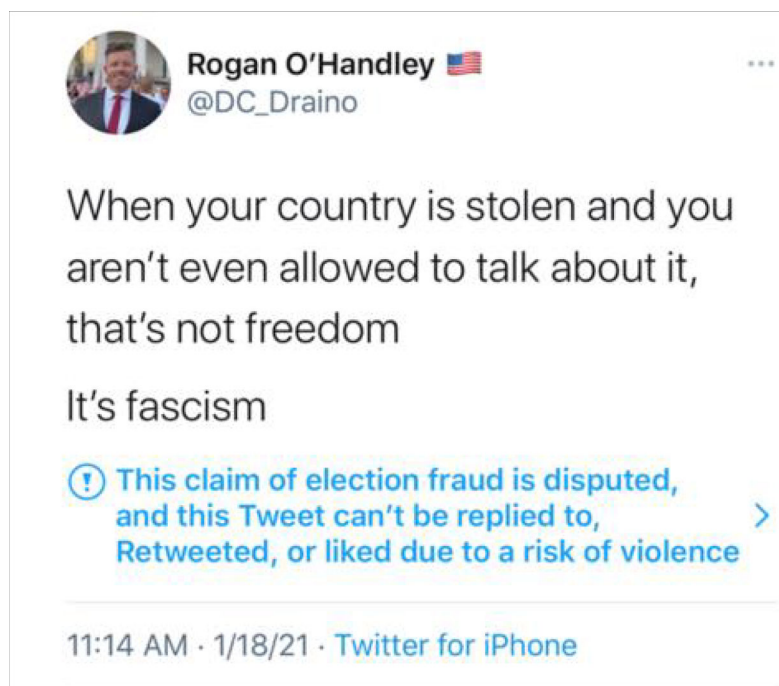 Rogan O'Handley 🇺🇸
@DC_Draino
When your country is stolen and you
aren't even allowed to talk about it,
that's not freedom
It's fascism
This claim of election fraud is disputed,
and this Tweet can't be replied to,
Retweeted, or liked due to a risk of violence
11:14 AM · 1/18/21 · Twitter for iPhone